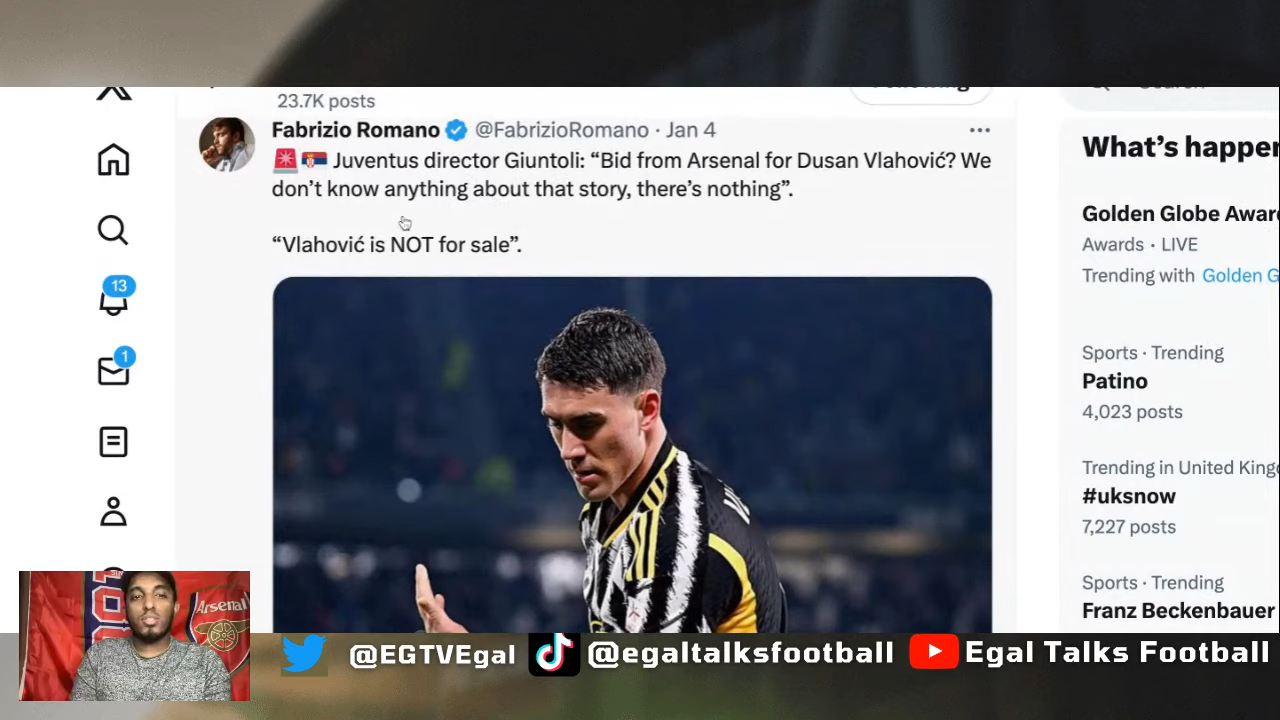 23.7K posts
Following
Search
Fabrizio Romano @FabrizioRomano · Jan 4
🚨🇷🇸 Juventus director Giuntoli: “Bid from Arsenal for Dusan Vlahović? We
don’t know anything about that story, there’s nothing”.
“Vlahović is NOT for sale”.
13
1
What’s happen
Golden Globe Awar
Awards · LIVE
Trending with Golden G
Sports · Trending
Patino
4,023 posts
Trending in United Kingd
#uksnow
7,227 posts
Sports · Trending
Franz Beckenbauer
Arsenal
@EGTVEgal
@egaltalksfootball
Egal Talks Football